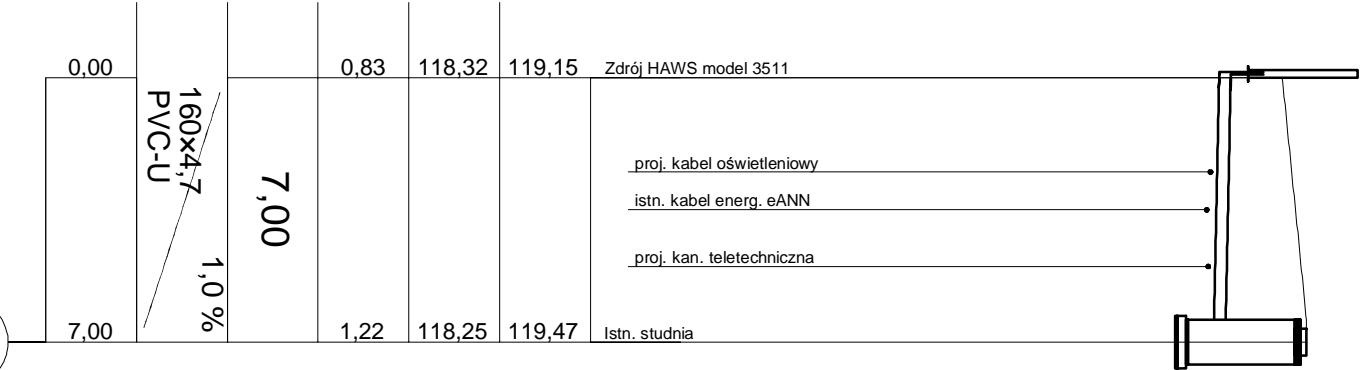 0,00 0,83 118,32 119,15 Zdrój HAWS model 3511
160×4,7
PVC-U
1,0 %
7,00
proj. kabel oświetleniowy
istn. kabel energ. eANN
proj. kan. teletechniczna
7,00 1,22 118,25 119,47 Istn. studnia